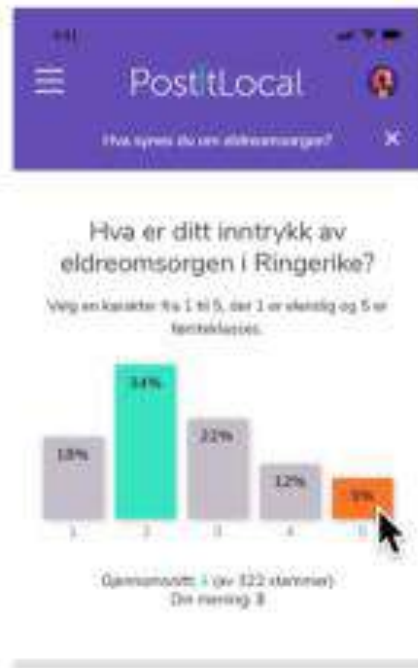 PostitLocal
Hva synes du om eldreomsorgen?
Hva er ditt inntrykk av
eldreomsorgen i Ringerike?
Velg en karakter fra 1 til 5, der 1 er elendig og 5 er
førsteklasses.
34%
22%
18%
12%
9%
1 2 3 4 5
Gjennomsnitt: (av 322 stemmer)
Din mening: